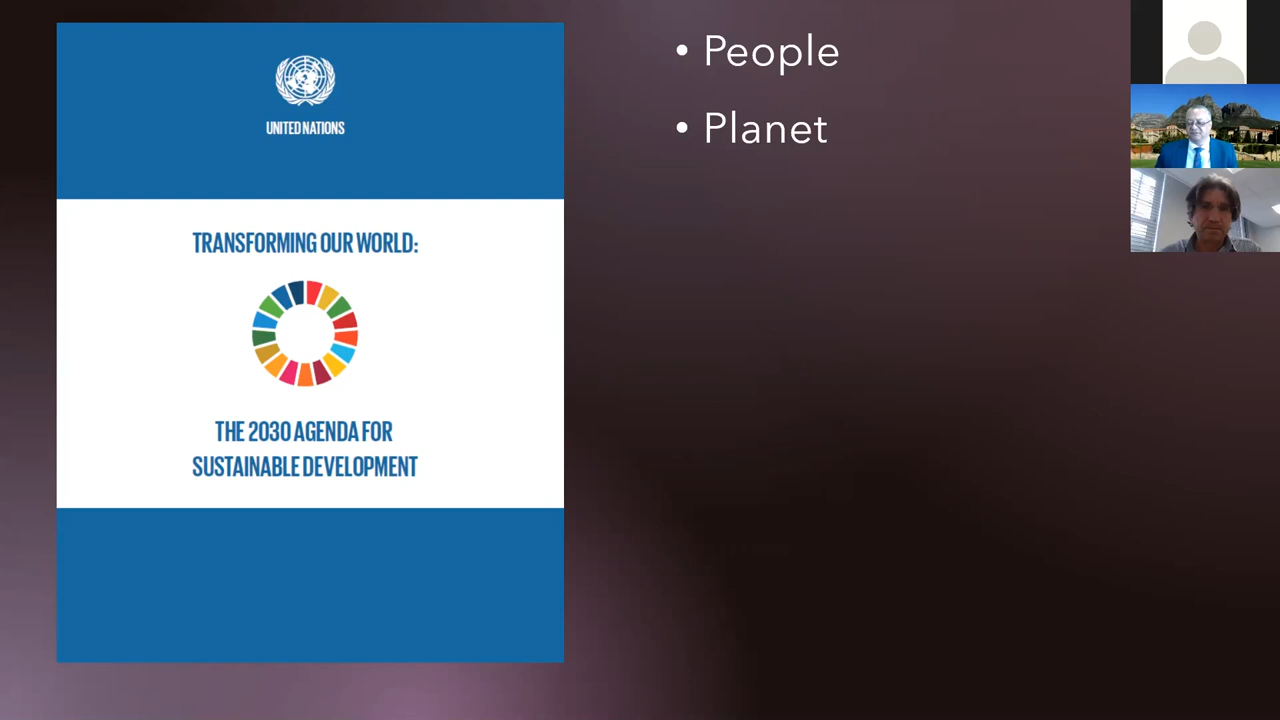 UNITED NATIONS
TRANSFORMING OUR WORLD:
THE 2030 AGENDA FOR
SUSTAINABLE DEVELOPMENT
• People
• Planet